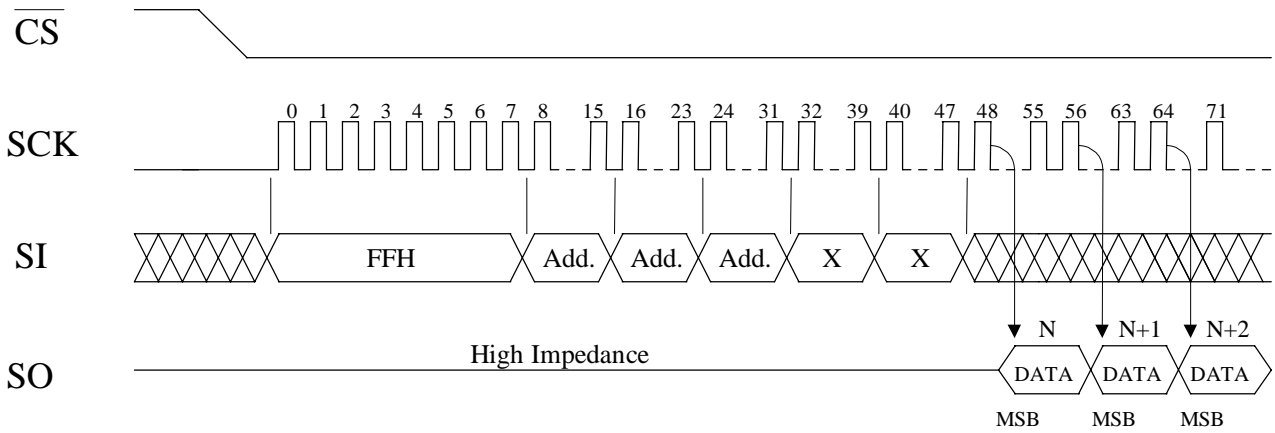 CS
0 1 2 3 4 5 6 7 8 15 16 23 24 31 32 39 40 47 48 55 56 63 64 71
SCK
SI FFH Add. Add. Add. X X
N N+1 N+2
High Impedance
SO DATA DATA DATA
MSB MSB MSB